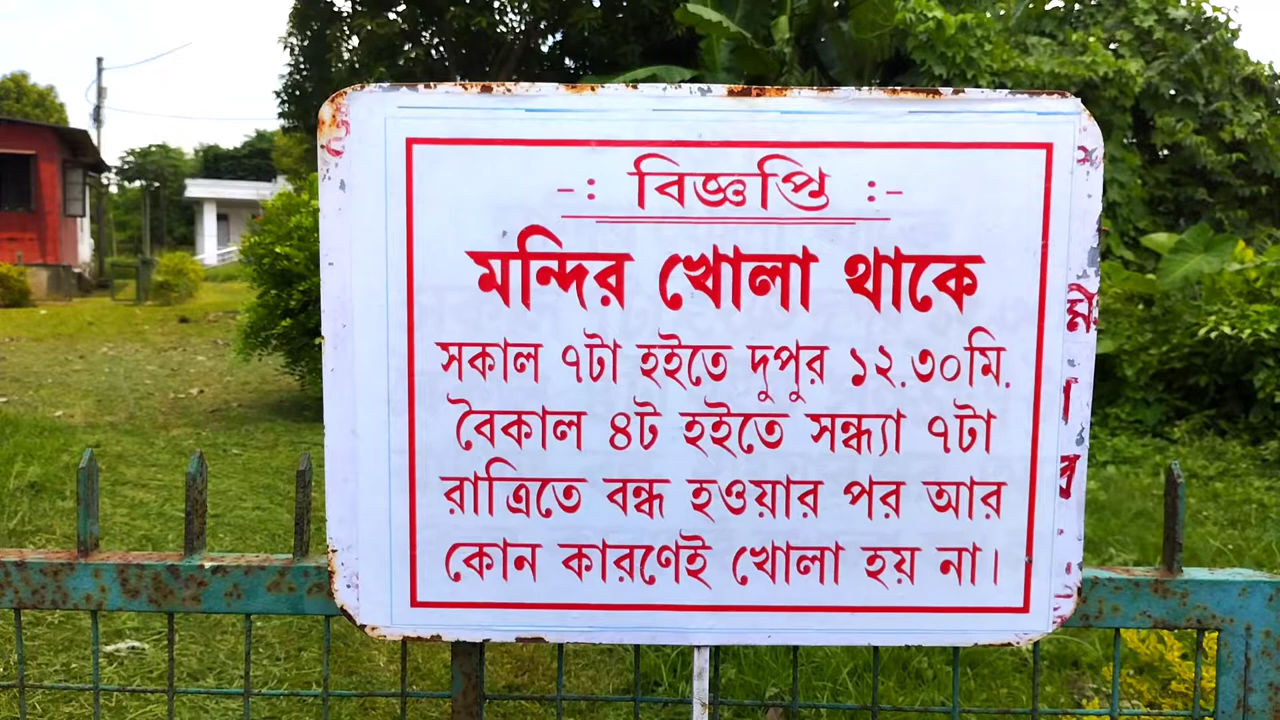 -: বিজ্ঞপ্তি :-
মন্দির খোলা থাকে
সকাল ৭টা হইতে দুপুর ১২.৩০মি.
বৈকাল ৪ট হইতে সন্ধ্যা ৭টা
রাত্রিতে বন্ধ হওয়ার পর আর
কোন কারণেই খোলা হয় না।